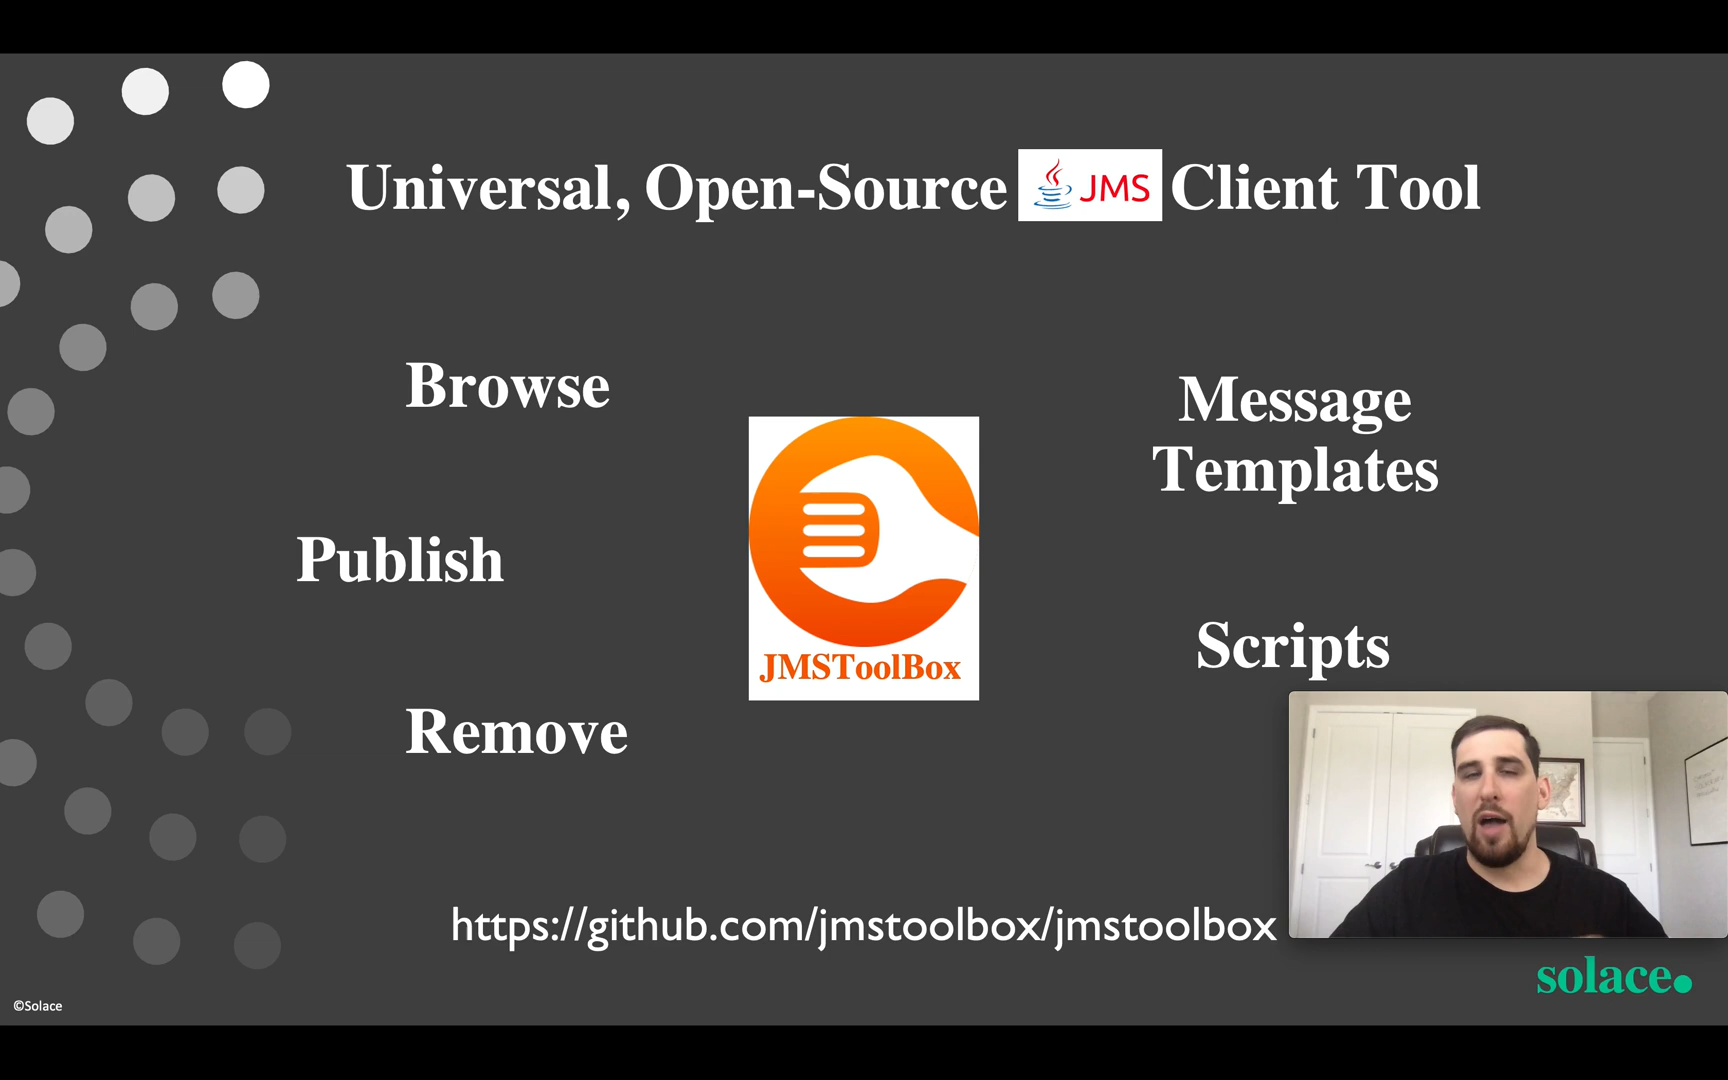 Universal, Open-Source JMS Client Tool
Browse
Message
Templates
Publish
JMSToolBox
Scripts
Remove
https://github.com/jmstoolbox/jmstoolbox
solace.
©Solace